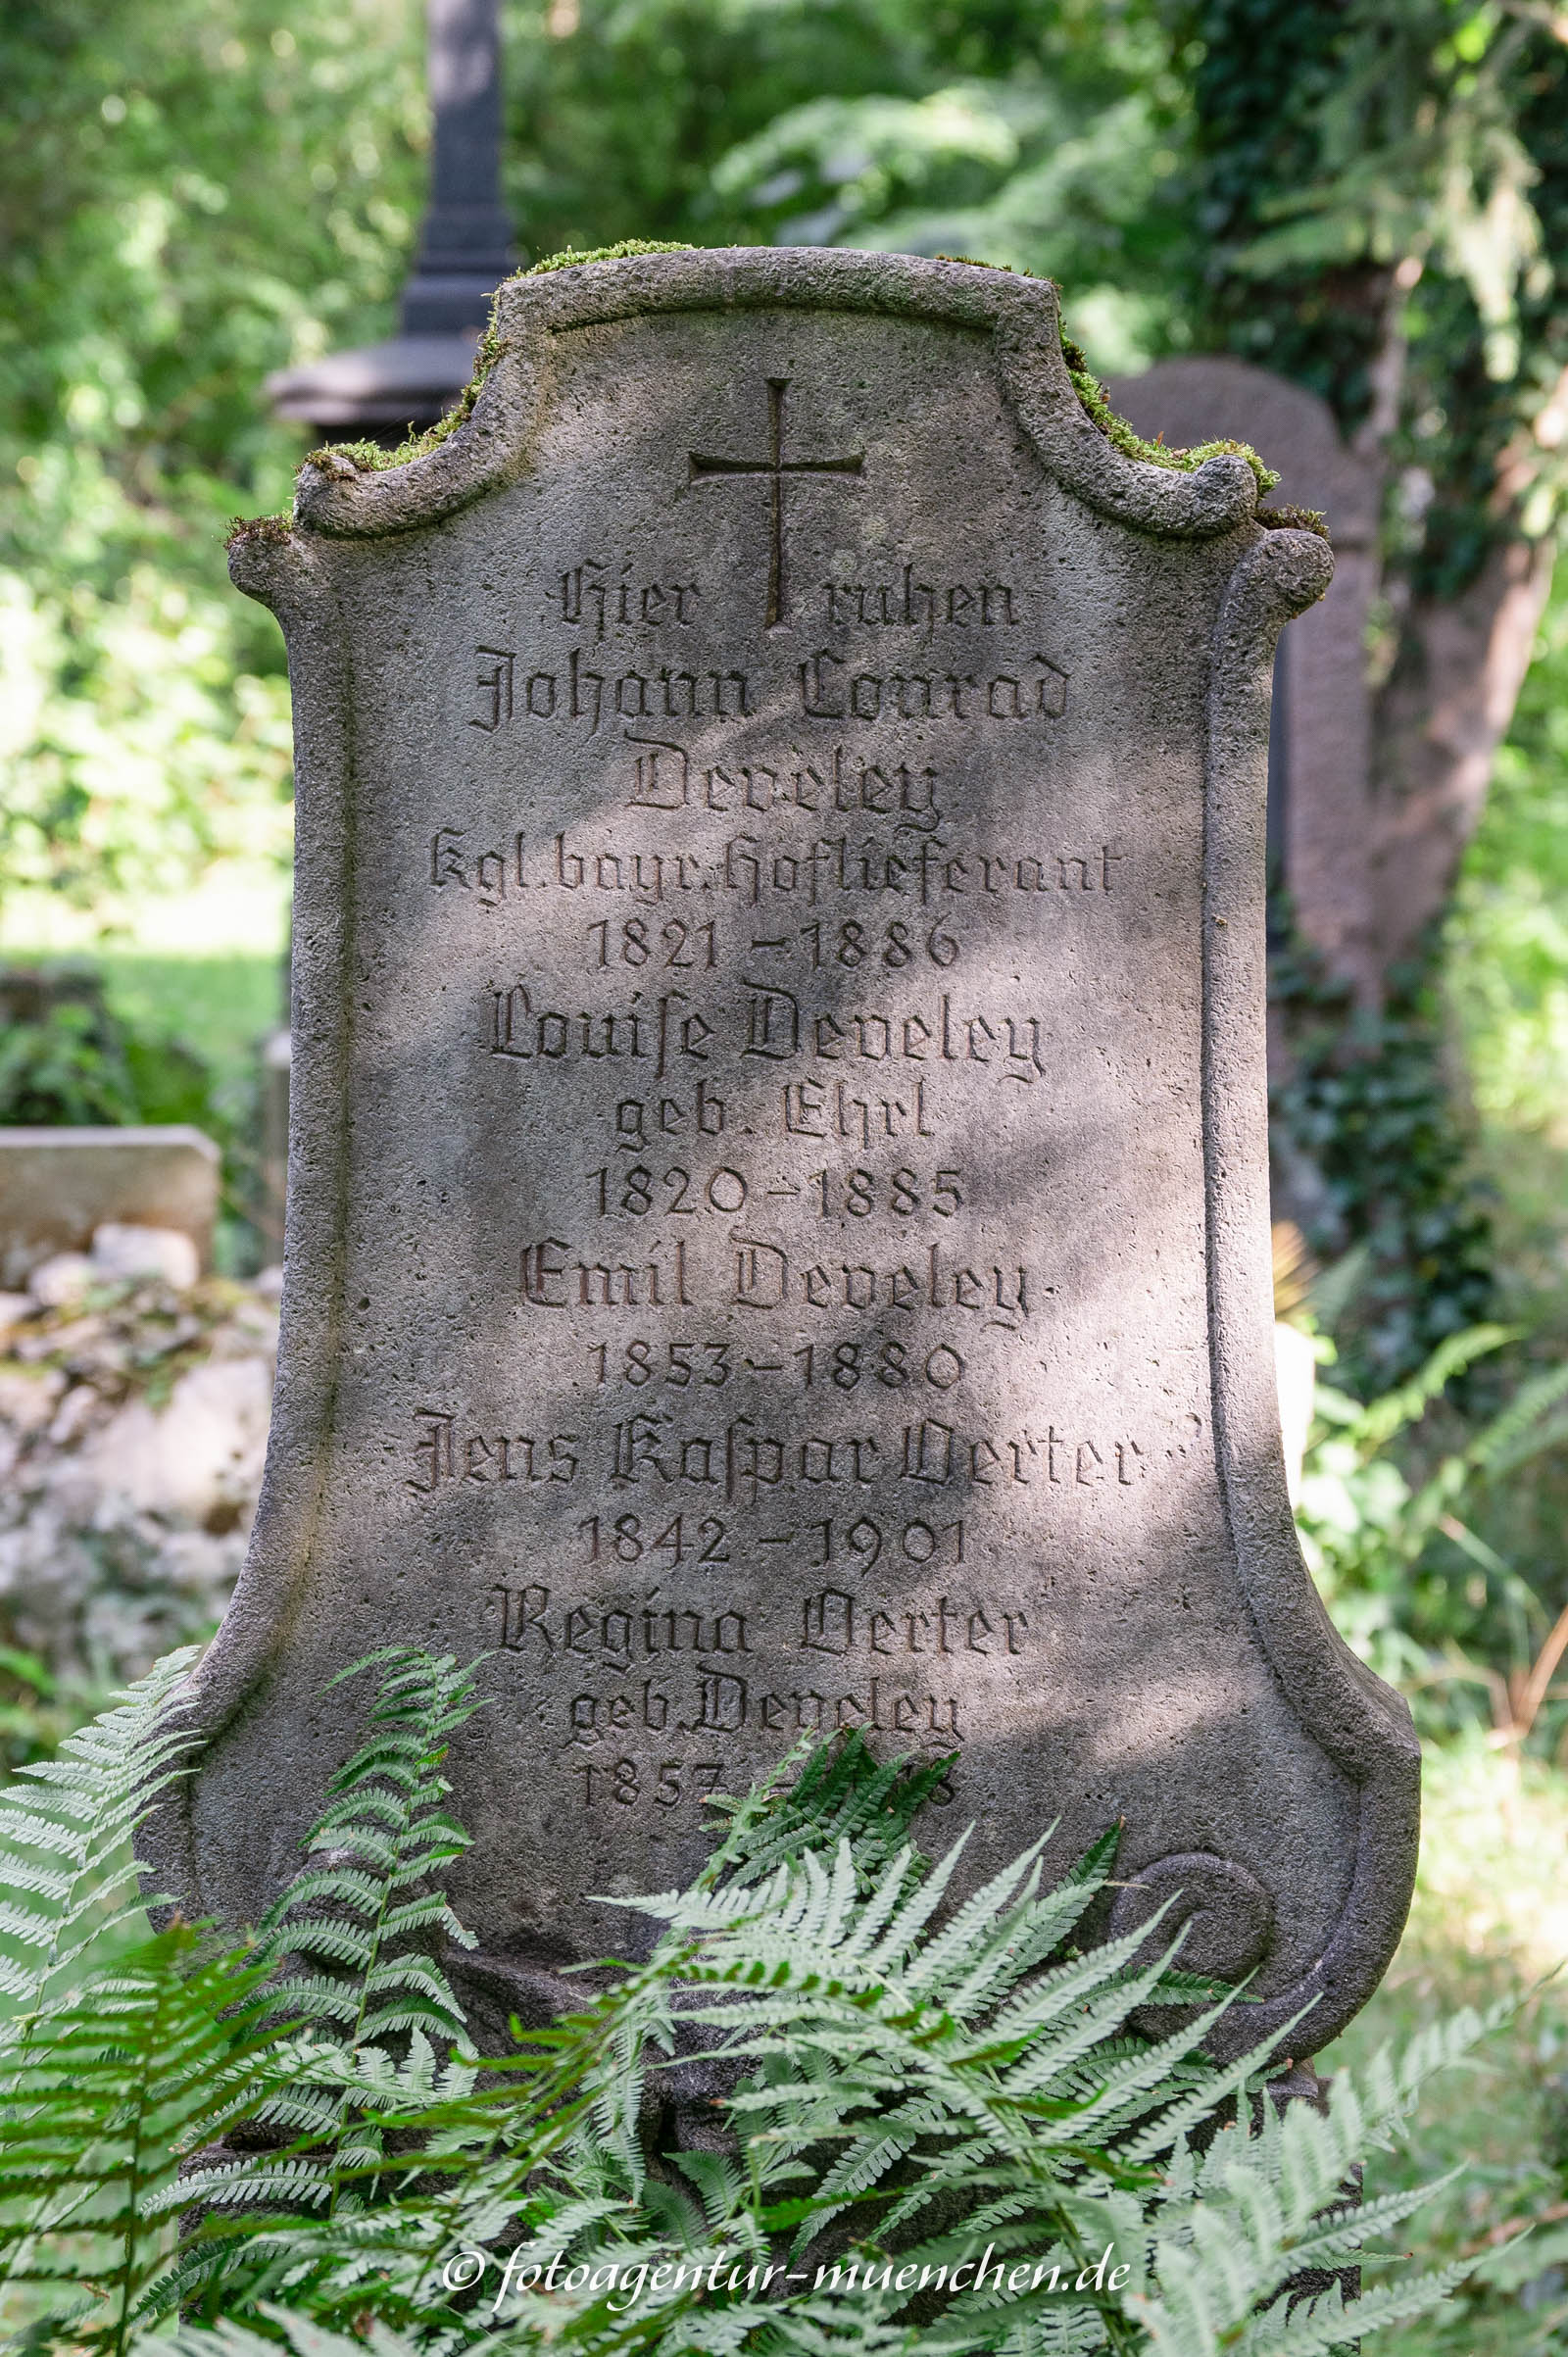 Hier ruhen
Johann Conrad
Develey
Kgl. bayr. Hoflieferant
1821 - 1886
Louiſe Develey
geb. Ehrl
1820 - 1885
Emil Develey
1853 - 1880
Jens Kaſpar Oerter
1842 - 1901
Regina Oerter
geb. Develey
1857 -
© fotoagentur-muenchen.de